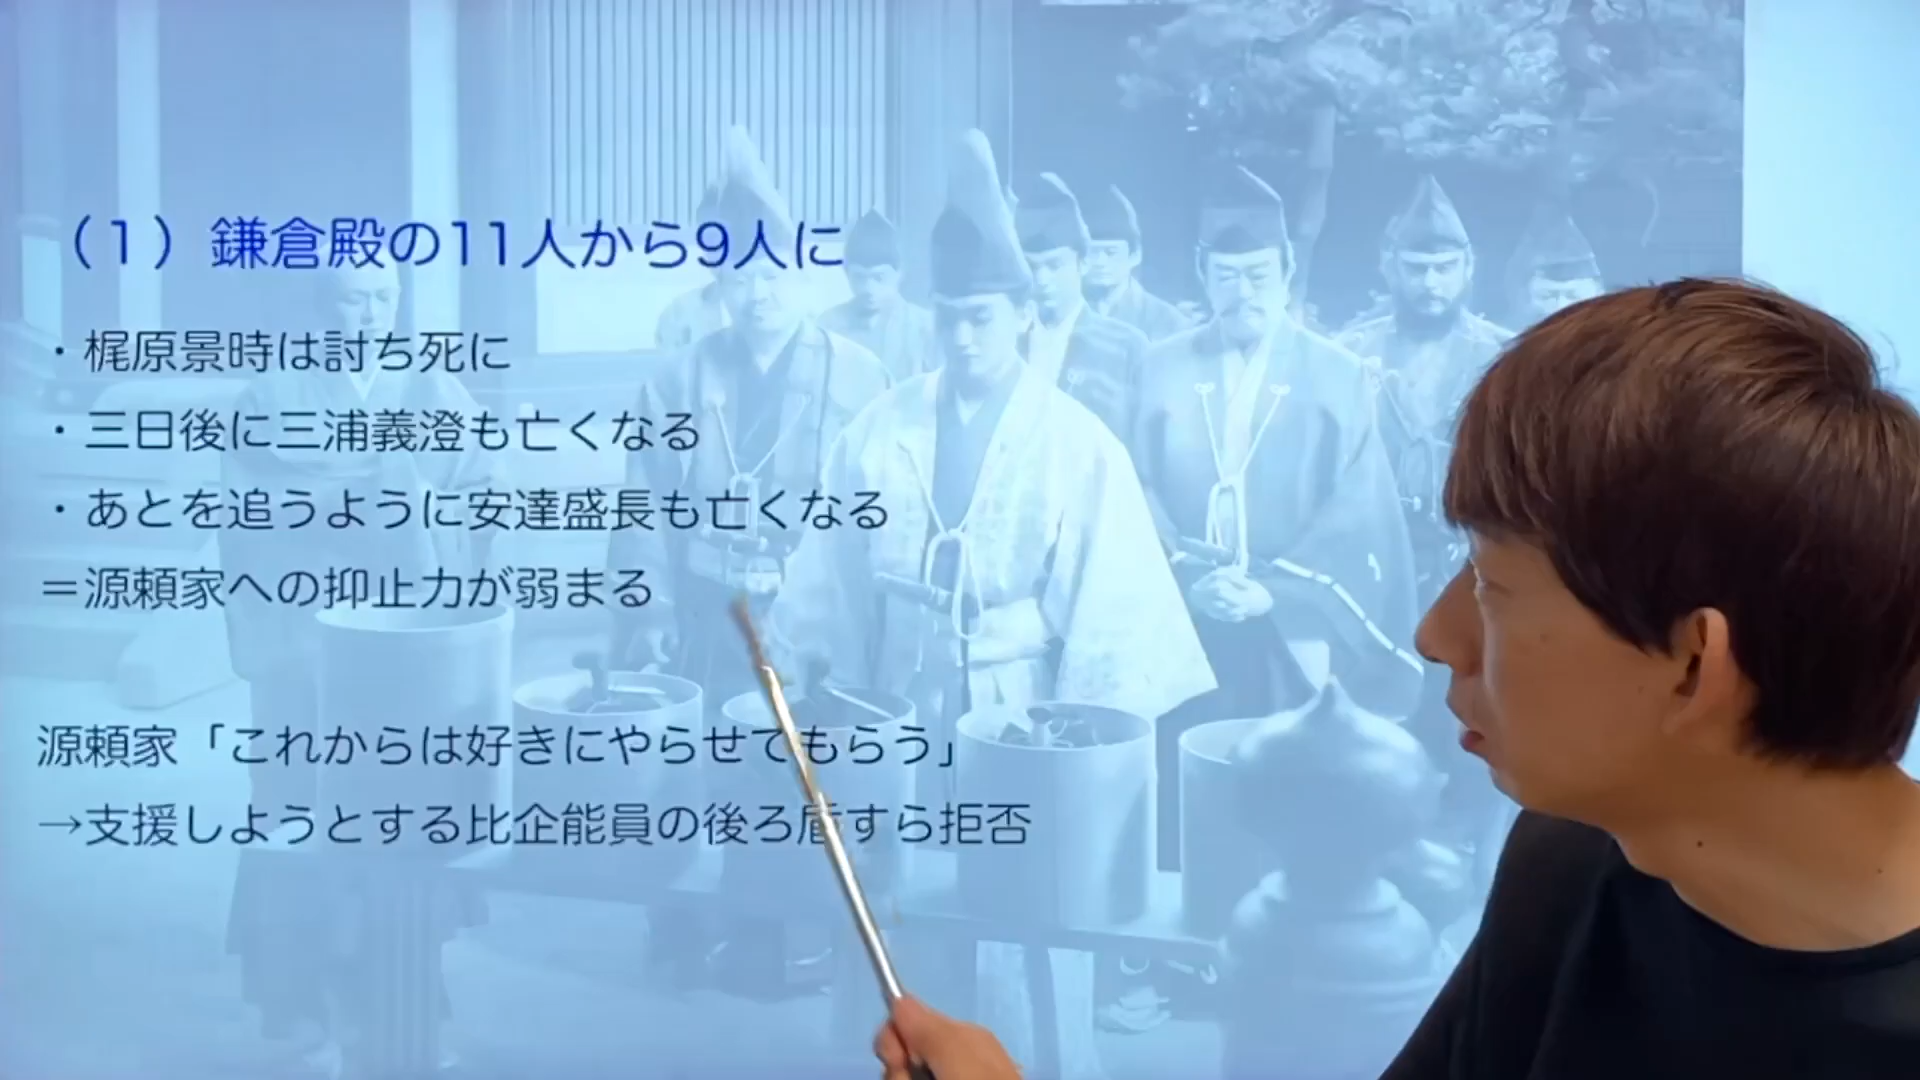 （１）鎌倉殿の11人から9人に
・梶原景時は討ち死に
・三日後に三浦義澄も亡くなる
・あとを追うように安達盛長も亡くなる
＝源頼家への抑止力が弱まる
源頼家「これからは好きにやらせてもらう」
→支援しようとする比企能員の後ろ盾すら拒否